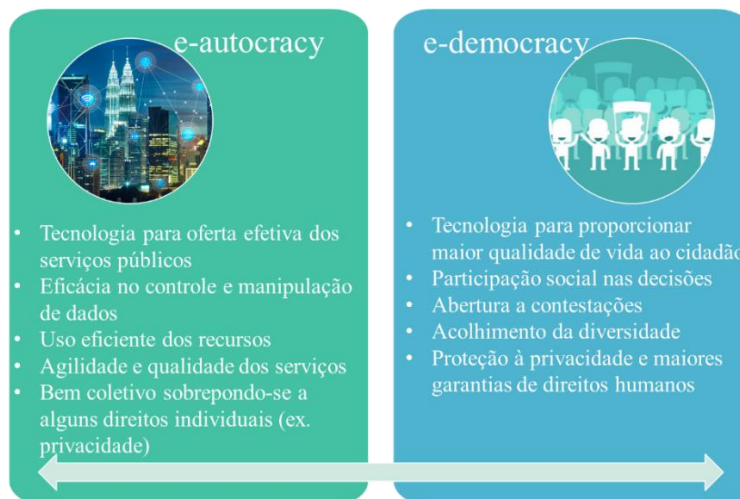 e-autocracy
• Tecnologia para oferta efetiva dos
serviços públicos
• Eficácia no controle e manipulação
de dados
• Uso eficiente dos recursos
• Agilidade e qualidade dos serviços
• Bem coletivo sobrepondo-se a
alguns direitos individuais (ex.
privacidade)
e-democracy
• Tecnologia para proporcionar
maior qualidade de vida ao cidadão
• Participação social nas decisões
• Abertura a contestações
• Acolhimento da diversidade
• Proteção à privacidade e maiores
garantias de direitos humanos